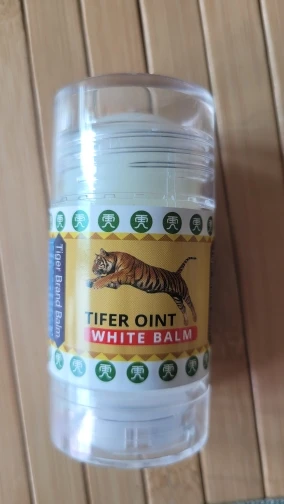 Tiger Brand Balm
TIFER OINT
WHITE BALM